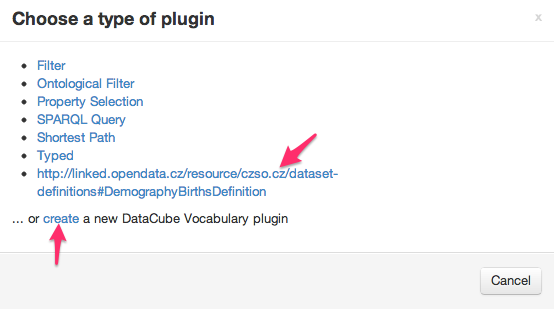 Choose a type of plugin
x
Filter
Ontological Filter
Property Selection
SPARQL Query
Shortest Path
Typed
http://linked.opendata.cz/resource/czso.cz/dataset-
definitions#DemographyBirthsDefinition
... or create a new DataCube Vocabulary plugin
Cancel